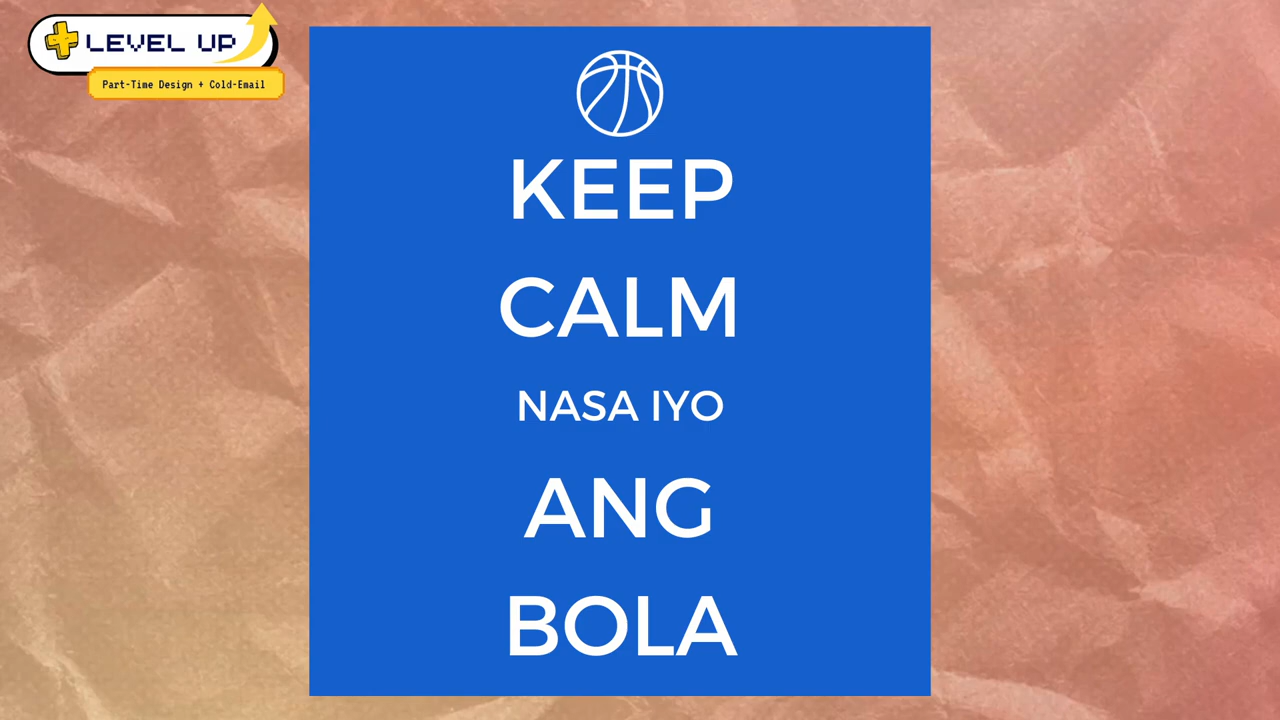 LEVEL UP
Part-Time Design + Cold-Email
KEEP
CALM
NASA IYO
ANG
BOLA